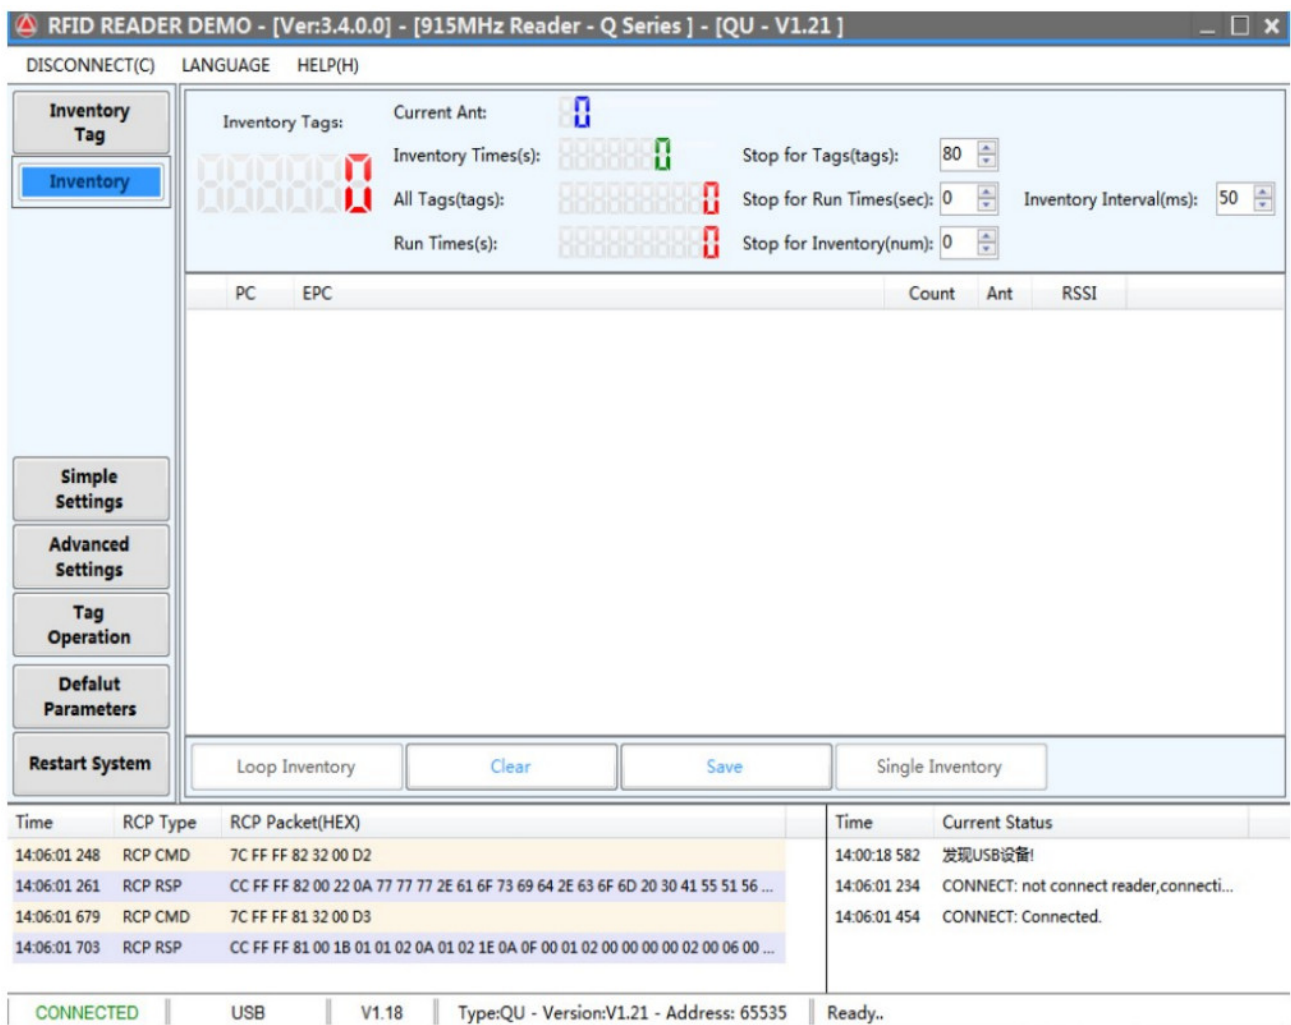 RFID READER DEMO - [Ver:3.4.0.0] - [915MHz Reader - Q Series ] - [QU - V1.21 ]
DISCONNECT(C) LANGUAGE HELP(H)
Inventory
Tag
Inventory
Simple
Settings
Advanced
Settings
Tag
Operation
Defalut
Parameters
Restart System
Inventory Tags:
0
Current Ant: 0
Inventory Times(s): 0
All Tags(tags): 0
Run Times(s): 0
Stop for Tags(tags): 80
Stop for Run Times(sec): 0
Stop for Inventory(num): 0
Inventory Interval(ms): 50
PC EPC Count Ant RSSI
Loop Inventory Clear Save Single Inventory
Time RCP Type RCP Packet(HEX)
14:06:01 248 RCP CMD 7C FF FF 82 32 00 D2
14:06:01 261 RCP RSP CC FF FF 82 00 22 0A 77 77 77 2E 61 6F 73 69 64 2E 63 6F 6D 20 30 41 55 51 56 ...
14:06:01 679 RCP CMD 7C FF FF 81 32 00 D3
14:06:01 703 RCP RSP CC FF FF 81 00 1B 01 01 02 0A 01 02 1E 0A 0F 00 01 02 00 00 00 00 02 00 06 00 ...
Time Current Status
14:00:18 582 发现USB设备!
14:06:01 234 CONNECT: not connect reader,connecti...
14:06:01 454 CONNECT: Connected.
CONNECTED USB V1.18 Type:QU - Version:V1.21 - Address: 65535 Ready..